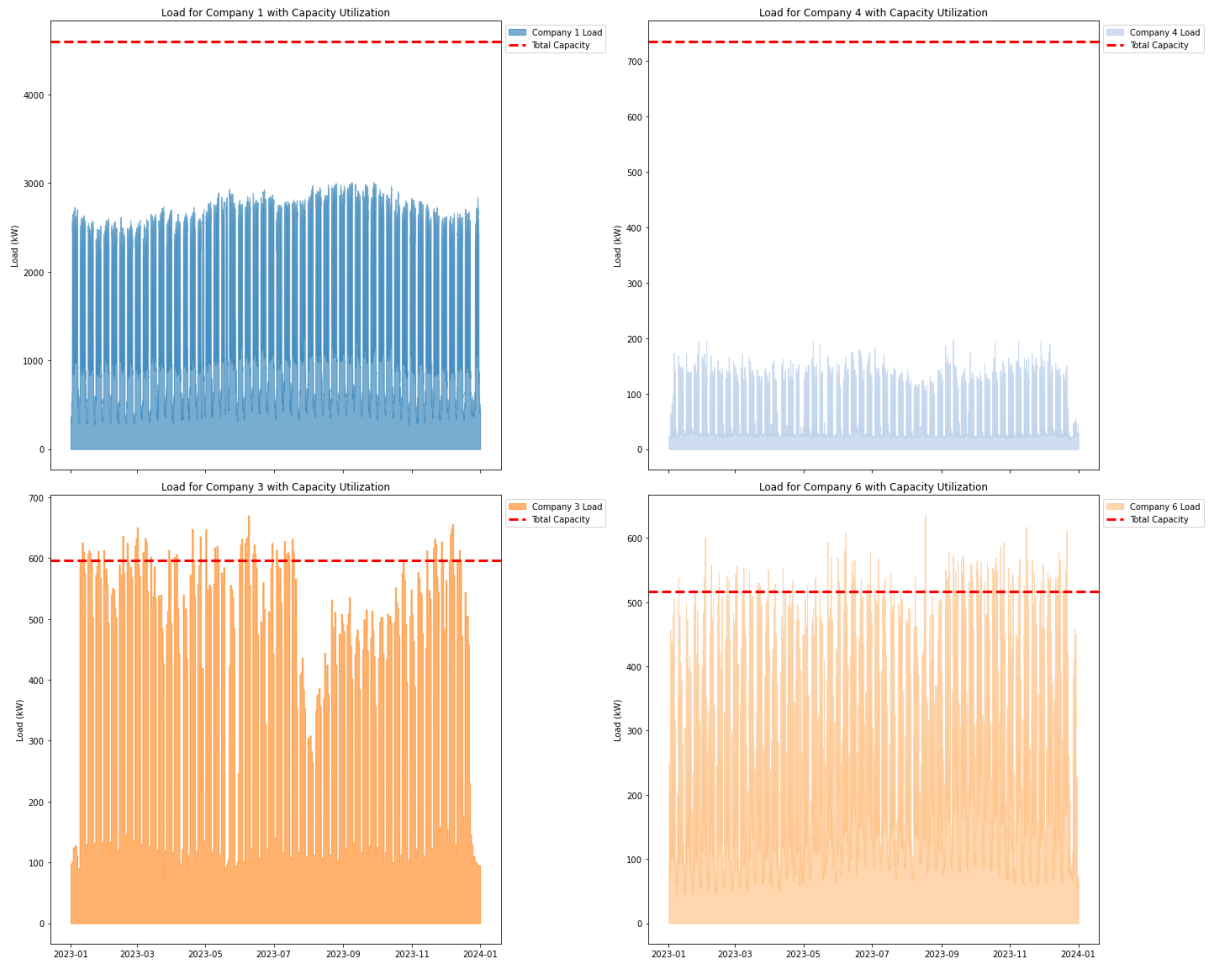 Load for Company 1 with Capacity Utilization
Company 1 Load
Total Capacity
Load (kW)
4000
3000
2000
1000
0
Load for Company 4 with Capacity Utilization
Company 4 Load
Total Capacity
Load (kW)
700
600
500
400
300
200
100
0
Load for Company 3 with Capacity Utilization
Company 3 Load
Total Capacity
Load (kW)
700
600
500
400
300
200
100
0
2023-01
2023-03
2023-05
2023-07
2023-09
2023-11
2024-01
Load for Company 6 with Capacity Utilization
Company 6 Load
Total Capacity
Load (kW)
600
500
400
300
200
100
0
2023-01
2023-03
2023-05
2023-07
2023-09
2023-11
2024-01